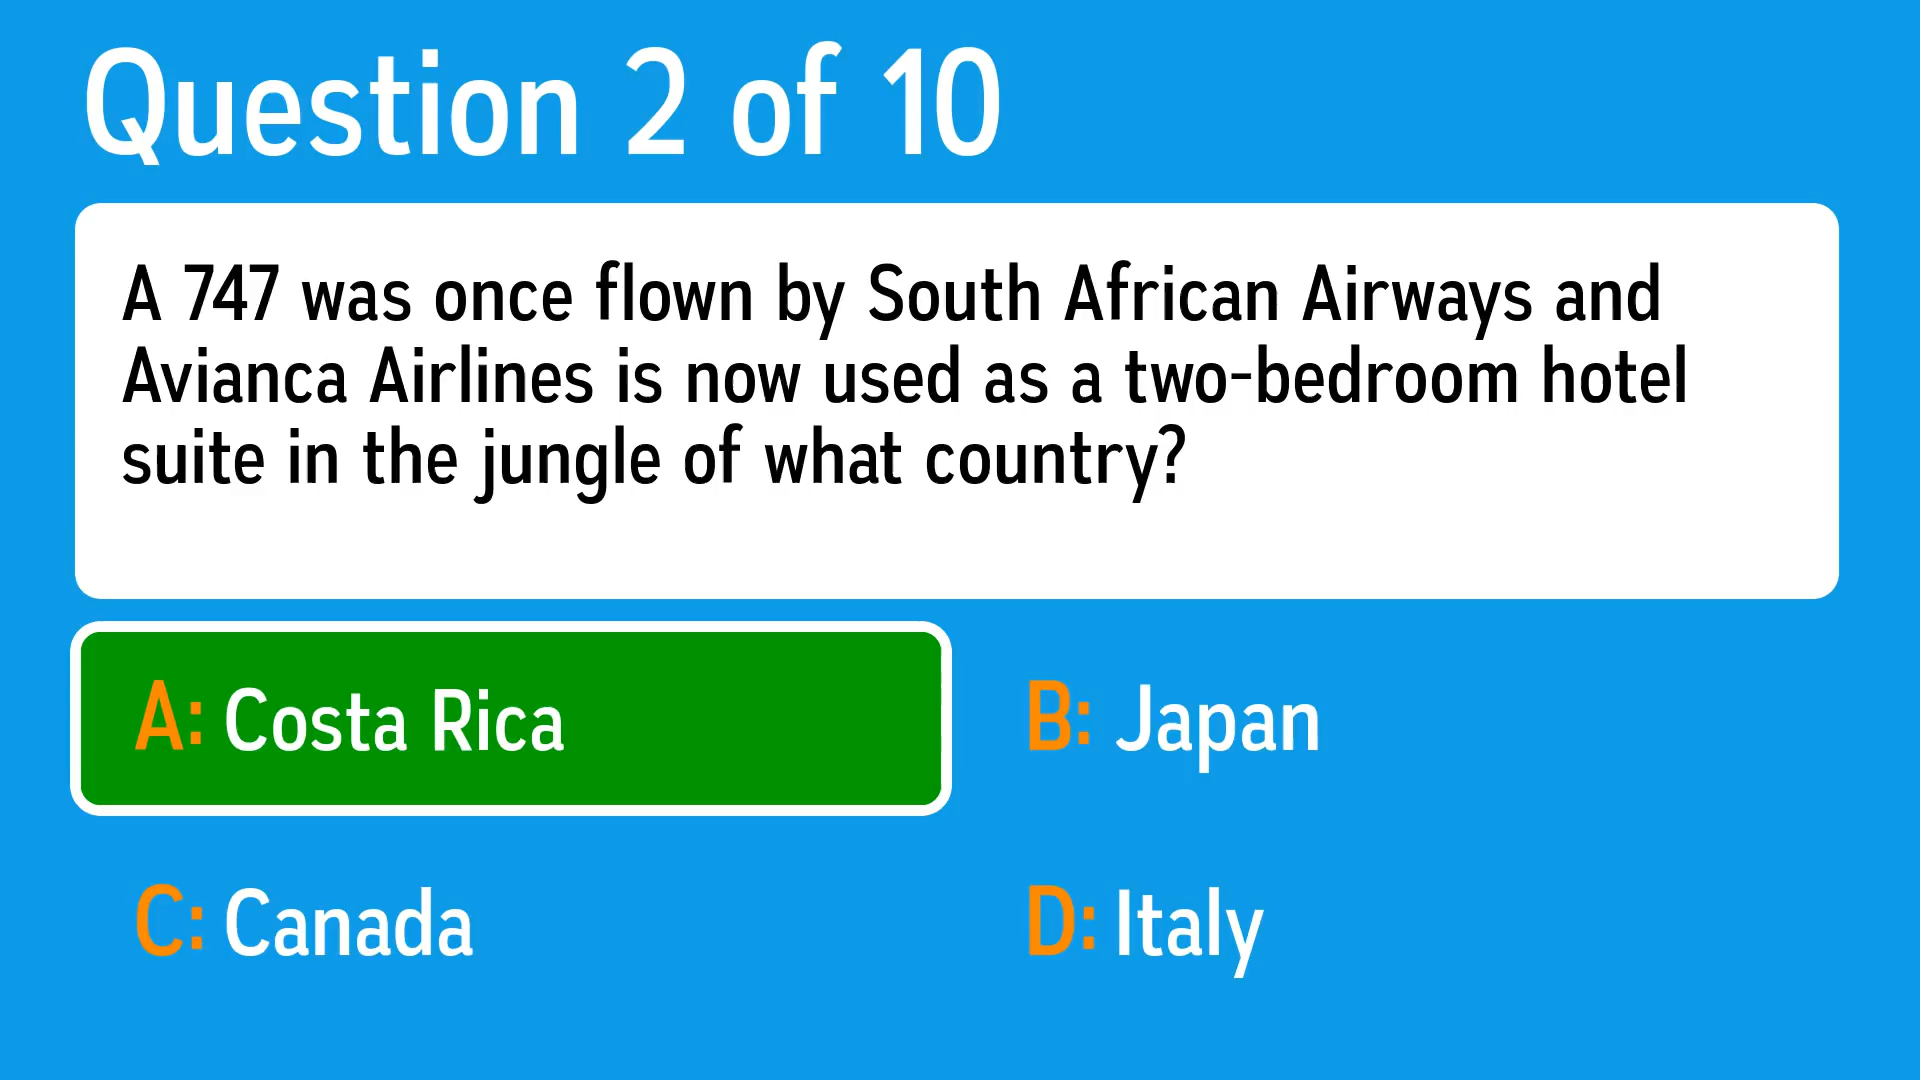 Question 2 of 10
A 747 was once flown by South African Airways and
Avianca Airlines is now used as a two-bedroom hotel
suite in the jungle of what country?
A: Costa Rica
B: Japan
C: Canada
D: Italy